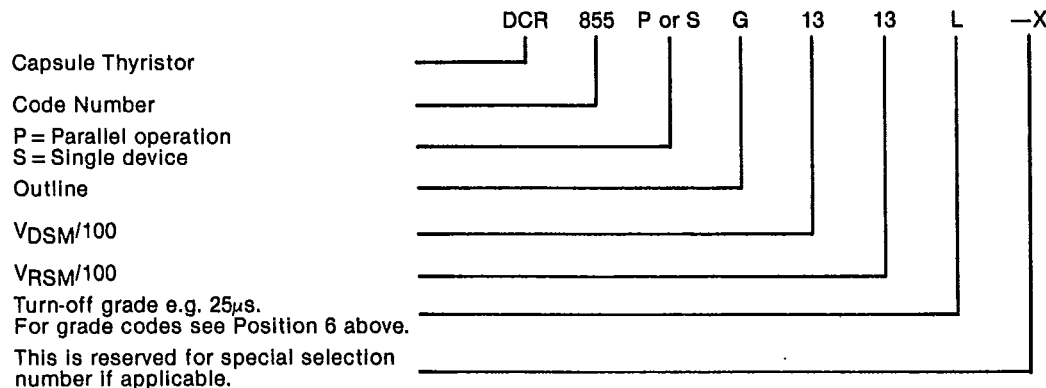 DCR 855 P or S G 13 13 L —X
Capsule Thyristor
Code Number
P = Parallel operation
S = Single device
Outline
VDSM/100
VRSM/100
Turn-off grade e.g. 25µs.
For grade codes see Position 6 above.
This is reserved for special selection
number if applicable.